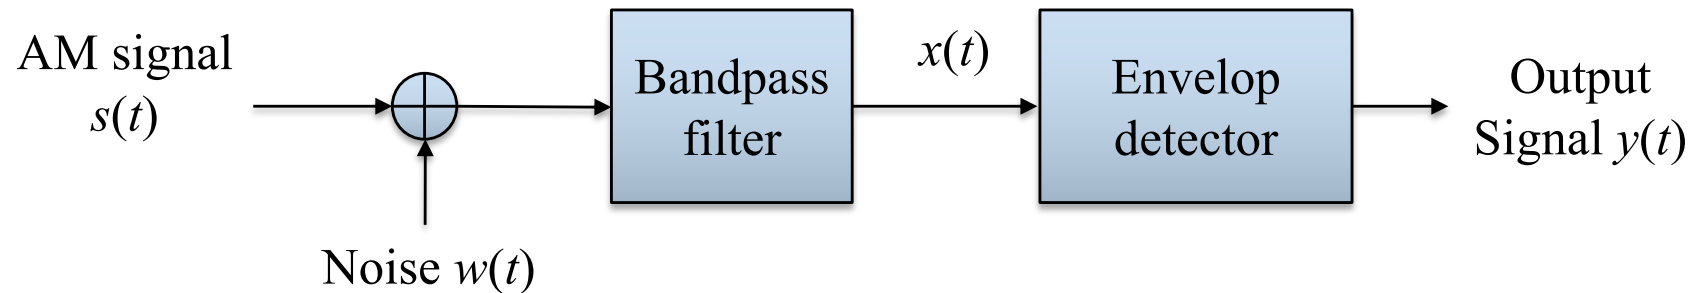 AM signal
s(t)
Noise w(t)
Bandpass
filter
x(t)
Envelop
detector
Output
Signal y(t)